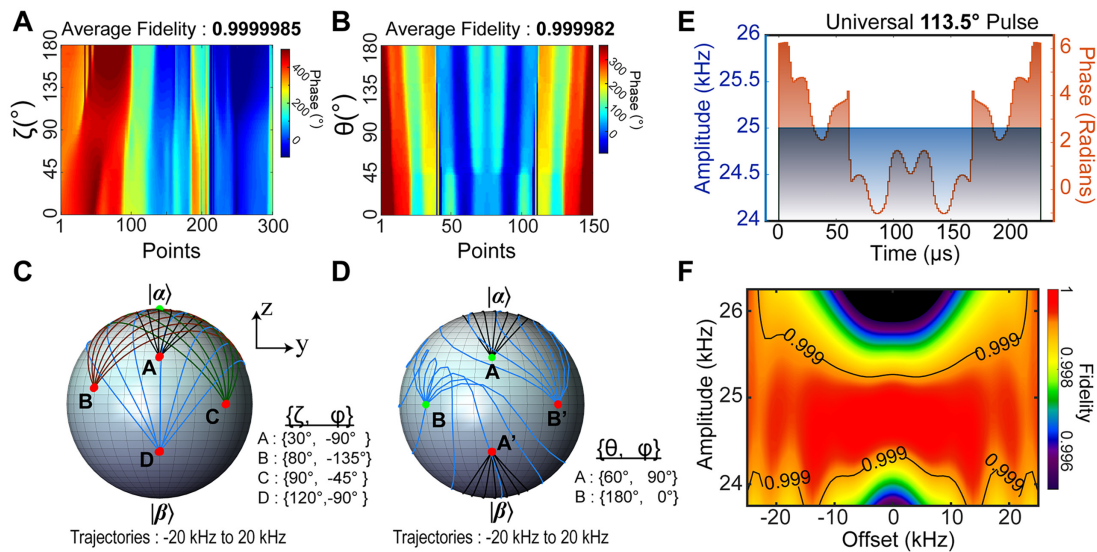 A
Average Fidelity : 0.9999985
180
135
90
45
0
ζ(°)
1
100
200
300
Points
400
200
0
Phase (°)
B
Average Fidelity : 0.999982
180
135
90
45
0
θ(°)
1
50
100
150
Points
300
200
100
0
Phase (°)
E
Universal 113.5° Pulse
26
25.5
25
24.5
24
Amplitude (kHz)
6
4
2
0
Phase (Radians)
0
50
100
150
200
Time (µs)
C
|α⟩
z
y
A
B
C
D
|β⟩
{ζ, φ}
A : {30°, -90° }
B : {80°, -135°}
C : {90°, -45° }
D : {120°,-90° }
Trajectories : -20 kHz to 20 kHz
D
|α⟩
A
B
B'
A'
|β⟩
{θ, φ}
A : {60°, 90°}
B : {180°, 0°}
Trajectories : -20 kHz to 20 kHz
F
26
25
24
Amplitude (kHz)
0.999
0.999
0.999
0.999
0.999
-20
-10
0
10
20
Offset (kHz)
1
0.998
0.996
Fidelity